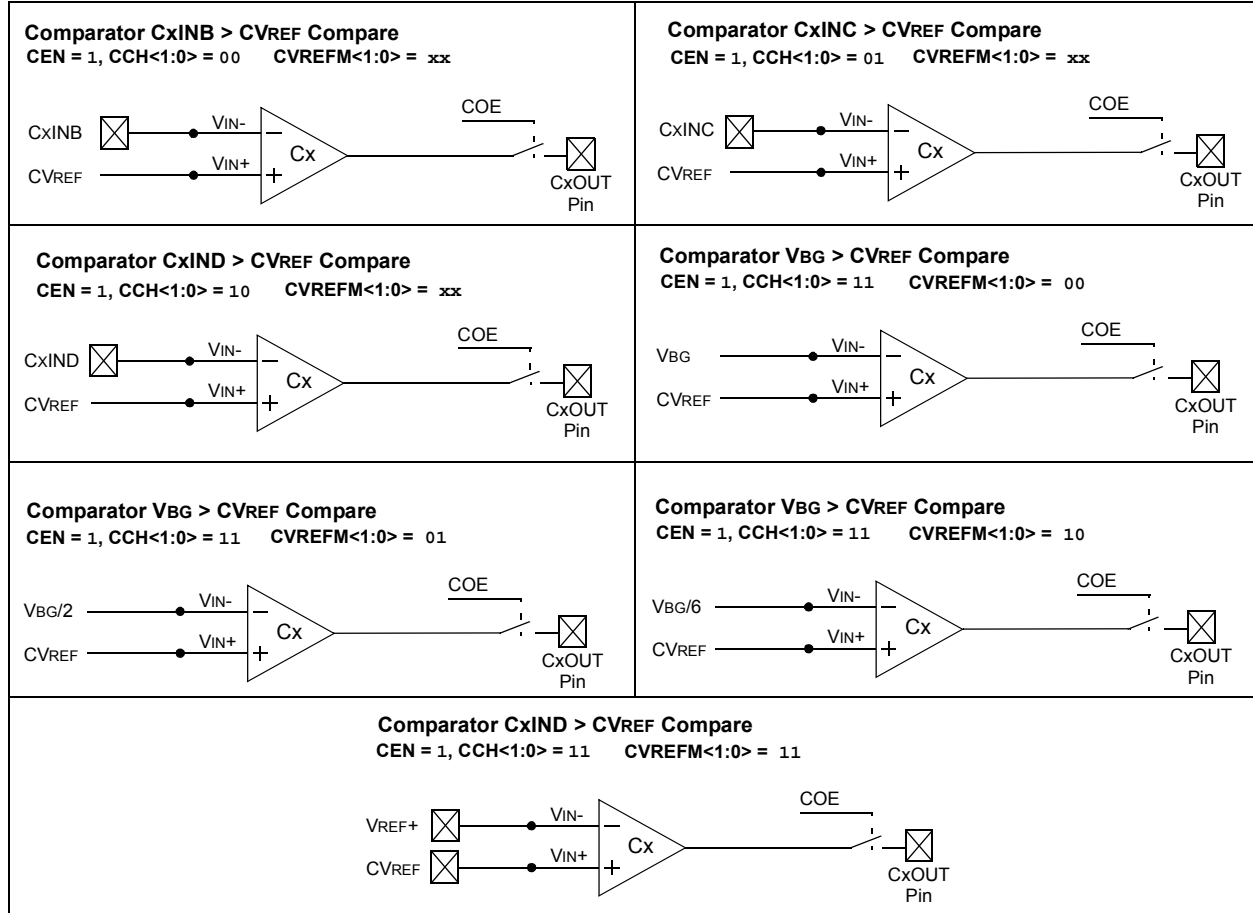 Comparator CxINB > CVREF Compare
CEN = 1, CCH<1:0> = 00 CVREFM<1:0> = xx
COE
CxINB
VIN-
–
Cx
CVREF
VIN+
+
CxOUT
Pin
Comparator CxINC > CVREF Compare
CEN = 1, CCH<1:0> = 01 CVREFM<1:0> = xx
COE
CxINC
VIN-
–
Cx
CVREF
VIN+
+
CxOUT
Pin
Comparator CxIND > CVREF Compare
CEN = 1, CCH<1:0> = 10 CVREFM<1:0> = xx
COE
CxIND
VIN-
–
Cx
CVREF
VIN+
+
CxOUT
Pin
Comparator VBG > CVREF Compare
CEN = 1, CCH<1:0> = 11 CVREFM<1:0> = 00
COE
VBG
VIN-
–
Cx
CVREF
VIN+
+
CxOUT
Pin
Comparator VBG > CVREF Compare
CEN = 1, CCH<1:0> = 11 CVREFM<1:0> = 01
COE
VBG/2
VIN-
–
Cx
CVREF
VIN+
+
CxOUT
Pin
Comparator VBG > CVREF Compare
CEN = 1, CCH<1:0> = 11 CVREFM<1:0> = 10
COE
VBG/6
VIN-
–
Cx
CVREF
VIN+
+
CxOUT
Pin
Comparator CxIND > CVREF Compare
CEN = 1, CCH<1:0> = 11 CVREFM<1:0> = 11
COE
VREF+
VIN-
–
Cx
CVREF
VIN+
+
CxOUT
Pin